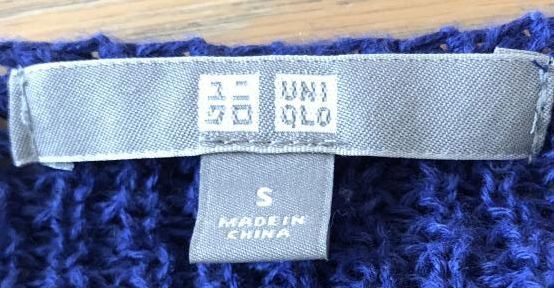 ユニ UNI
クロ QLO
S
MADE IN
CHINA